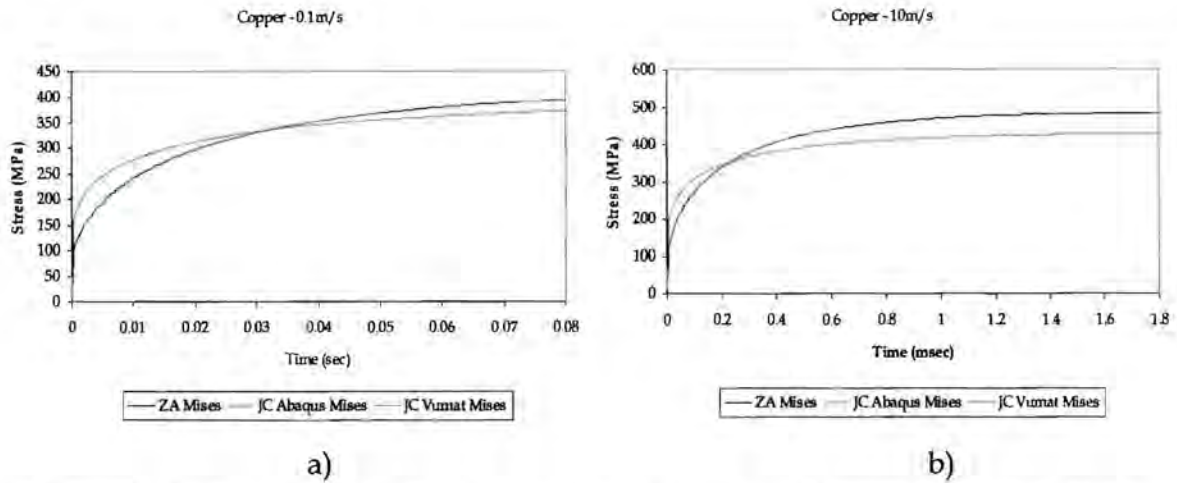 Copper - 0.1m/s
Stress (MPa)
450
400
350
300
250
200
150
100
50
0
0 0.01 0.02 0.03 0.04 0.05 0.06 0.07 0.08
Time (sec)
ZA Mises JC Abaqus Mises JC Vumat Mises
a)
Copper - 10m/s
Stress (MPa)
600
500
400
300
200
100
0
0 0.2 0.4 0.6 0.8 1 1.2 1.4 1.6 1.8
Time (msec)
ZA Mises JC Abaqus Mises JC Vumat Mises
b)